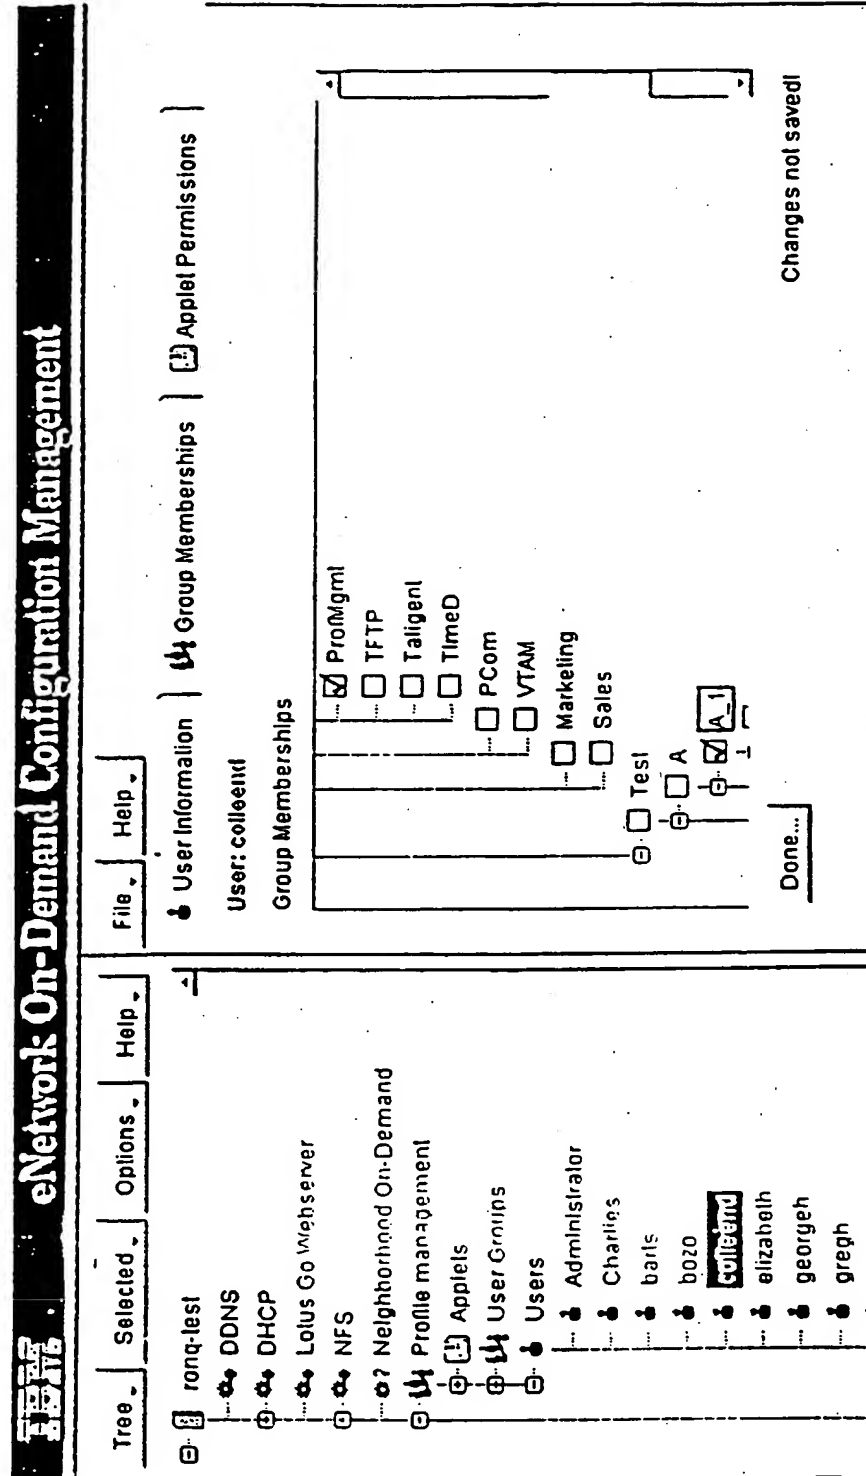 IBM eNetwork On-Demand Configuration Management
Tree Selected Options Help
ronq-test
DDNS
DHCP
Lotus Go Webserver
NFS
? Neighborhood On-Demand
Profile management
Applets
User Groups
Users
Administrator
Charlies
barts
bozo
colleend
elizabeth
georgeh
gregh
File Help
User Information Group Memberships Applet Permissions
User: colleend
Group Memberships
ProfMgmt
TFTP
Taligent
TimeD
PCom
VTAM
Marketing
Sales
Test
A
A_1
Done... Changes not saved!